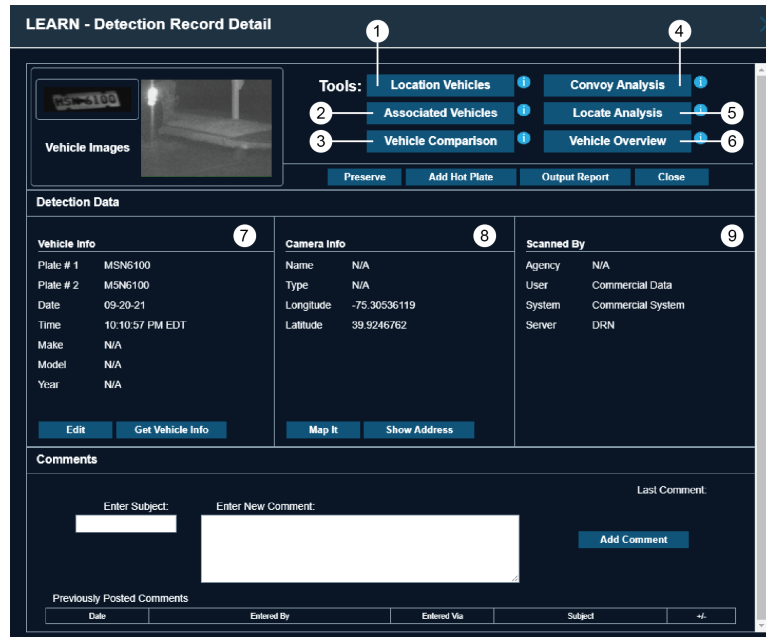 LEARN - Detection Record Detail
1
4
Tools:
Location Vehicles
i
Convoy Analysis
i
2
Associated Vehicles
Locate Analysis
i
5
3
Vehicle Comparison
i
Vehicle Overview
i
6
MSN-6100
Vehicle Images
Preserve
Add Hot Plate
Output Report
Close
Detection Data
Vehicle Info
7
Plate # 1 MSN6100
Plate # 2 M5N6100
Date 09-20-21
Time 10:10:57 PM EDT
Make N/A
Model N/A
Year N/A
Edit
Get Vehicle Info
Camera Info
8
Name N/A
Type N/A
Longitude -75.30536119
Latitude 39.9246762
Map It
Show Address
Scanned By
9
Agency N/A
User Commercial Data
System Commercial System
Server DRN
Comments
Last Comment:
Enter Subject:
Enter New Comment:
Add Comment
Previously Posted Comments
Date Entered By Entered Via Subject +/-